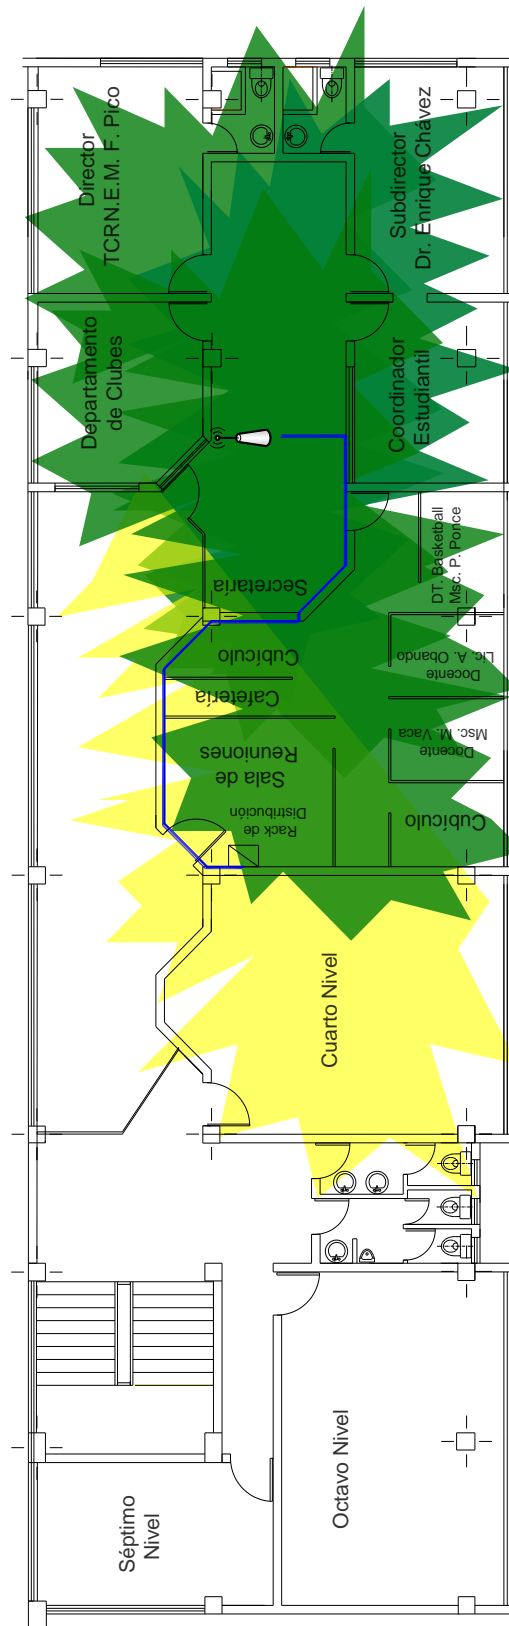 Director
TCRN.E.M. F. Pico
Subdirector
Dr. Enrique Chávez
Departamento
de Clubes
Coordinador
Estudiantil
Secretaría
DT. Basketball
Msc. P. Ponce
Cubículo
Docente
Lic. A. Obando
Cafetería
Sala de
Reuniones
Docente
Msc. M. Vaca
Rack de
Distribución
Cubículo
Cuarto Nivel
Octavo Nivel
Séptimo
Nivel